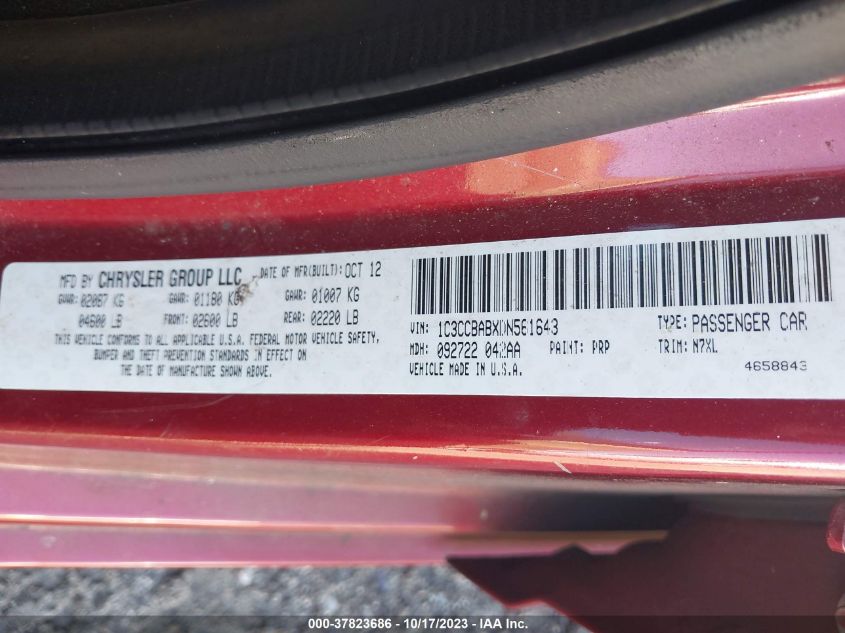 MFD BY CHRYSLER GROUP LLC DATE OF MFR(BUILT): OCT 12
GVWR: 02087 KG GAWR: 01180 KG GAWR: 01007 KG
04600 LB FRONT: 02600 LB REAR: 02220 LB
THIS VEHICLE CONFORMS TO ALL APPLICABLE U.S.A. FEDERAL MOTOR VEHICLE SAFETY,
BUMPER AND THEFT PREVENTION STANDARDS IN EFFECT ON
THE DATE OF MANUFACTURE SHOWN ABOVE.
VIN: 1C3CCBABXDN561643 TYPE: PASSENGER CAR
MDH: 092722 042AA PAINT: PRP TRIM: N7XL
VEHICLE MADE IN U.S.A. 4658843
000-37823686 - 10/17/2023 - IAA Inc.